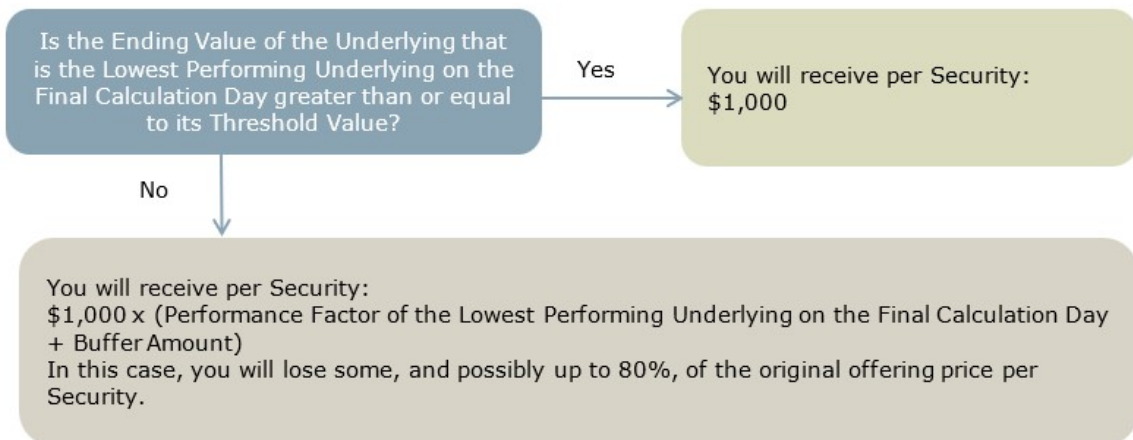 Is the Ending Value of the Underlying that
is the Lowest Performing Underlying on the
Final Calculation Day greater than or equal
to its Threshold Value?
Yes
You will receive per Security:
$1,000
No
You will receive per Security:
$1,000 x (Performance Factor of the Lowest Performing Underlying on the Final Calculation Day
+ Buffer Amount)
In this case, you will lose some, and possibly up to 80%, of the original offering price per
Security.